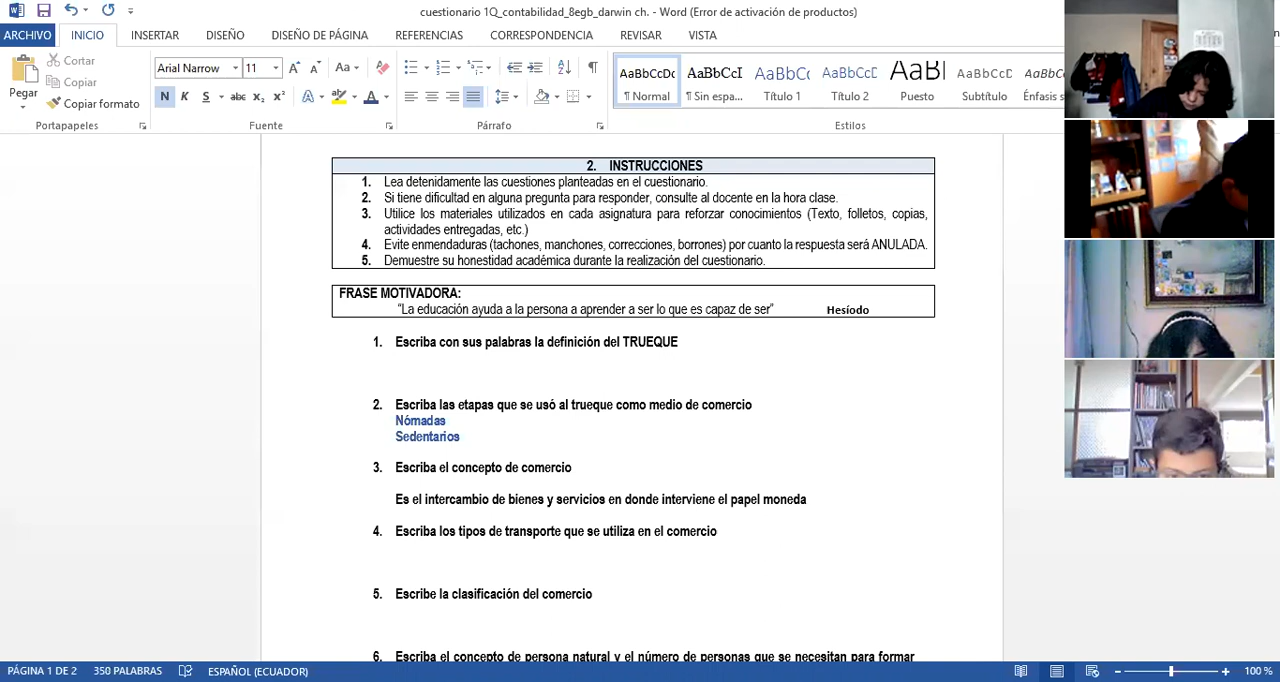 cuestionario 1Q_contabilidad_8egb_darwin ch. - Word (Error de activación de productos)
ARCHIVO INICIO INSERTAR DISEÑO DISEÑO DE PÁGINA REFERENCIAS CORRESPONDENCIA REVISAR VISTA
Pegar
Cortar
Copiar
Copiar formato
Portapapeles
Arial Narrow 11
Fuente
Párrafo
AaBbCcDc AaBbCcI AaBbCc AaBbCcD AaBl AaBbCcD AaBbCc
¶ Normal ¶ Sin espa... Título 1 Título 2 Puesto Subtítulo Énfasis s
Estilos
2. INSTRUCCIONES
1. Lea detenidamente las cuestiones planteadas en el cuestionario.
2. Si tiene dificultad en alguna pregunta para responder, consulte al docente en la hora clase.
3. Utilice los materiales utilizados en cada asignatura para reforzar conocimientos (Texto, folletos, copias,
actividades entregadas, etc.)
4. Evite enmendaduras (tachones, manchones, correcciones, borrones) por cuanto la respuesta será ANULADA.
5. Demuestre su honestidad académica durante la realización del cuestionario.
FRASE MOTIVADORA:
“La educación ayuda a la persona a aprender a ser lo que es capaz de ser” Hesíodo
1. Escriba con sus palabras la definición del TRUEQUE
2. Escriba las etapas que se usó al trueque como medio de comercio
Nómadas
Sedentarios
3. Escriba el concepto de comercio
Es el intercambio de bienes y servicios en donde interviene el papel moneda
4. Escriba los tipos de transporte que se utiliza en el comercio
5. Escribe la clasificación del comercio
6. Escriba el concepto de persona natural y el número de personas que se necesitan para formar
PÁGINA 1 DE 2 350 PALABRAS ESPAÑOL (ECUADOR) 100 %